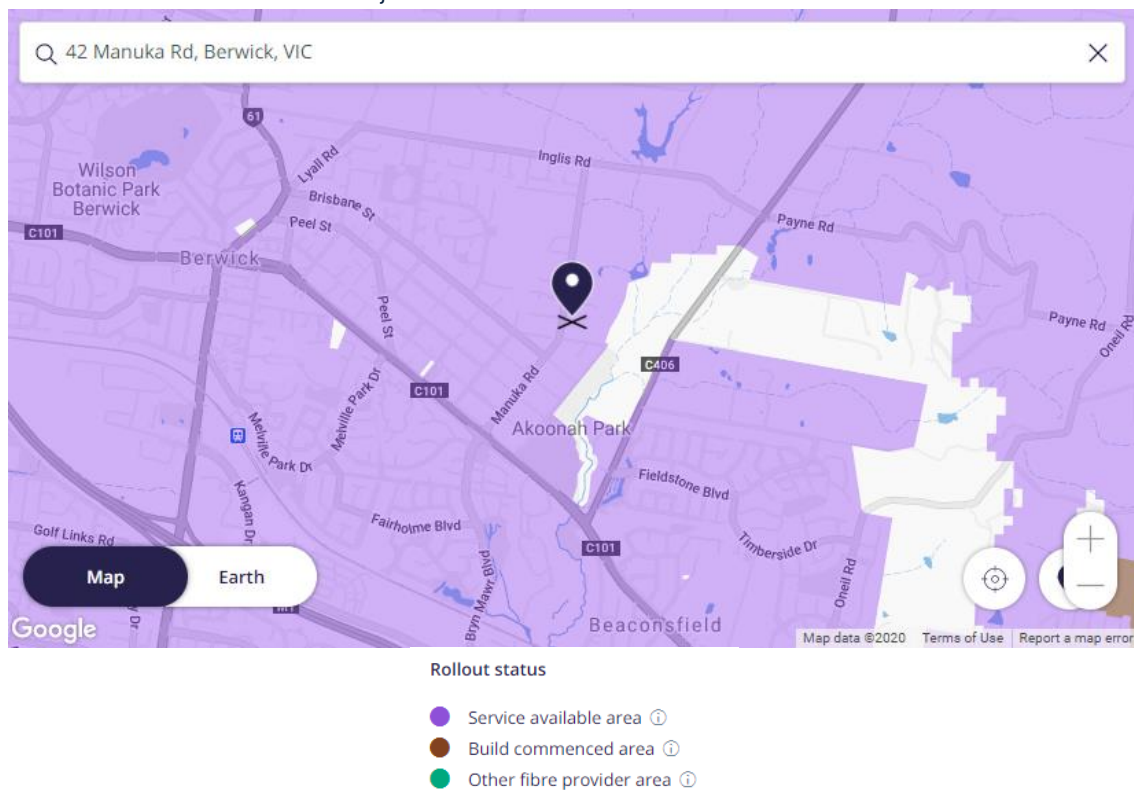 42 Manuka Rd, Berwick, VIC
61
Wilson
Botanic Park
Berwick
Lyall Rd
Inglis Rd
Brisbane St
Peel St
Payne Rd
C101
Berwick
Peel St
Payne Rd
Oneil Rd
C406
C101
Manuka Rd
Melville Park Dr
Akoonah Park
Melville Park Dr
Kangan Dr
Fieldstone Blvd
Fairholme Blvd
Golf Links Rd
C101
Timberside Dr
Oneil Rd
Bryn Mawr Blvd
Map
Earth
M1
y Dr
Beaconsfield
Google
Map data ©2020
Terms of Use
Report a map error
Rollout status
Service available area
Build commenced area
Other fibre provider area